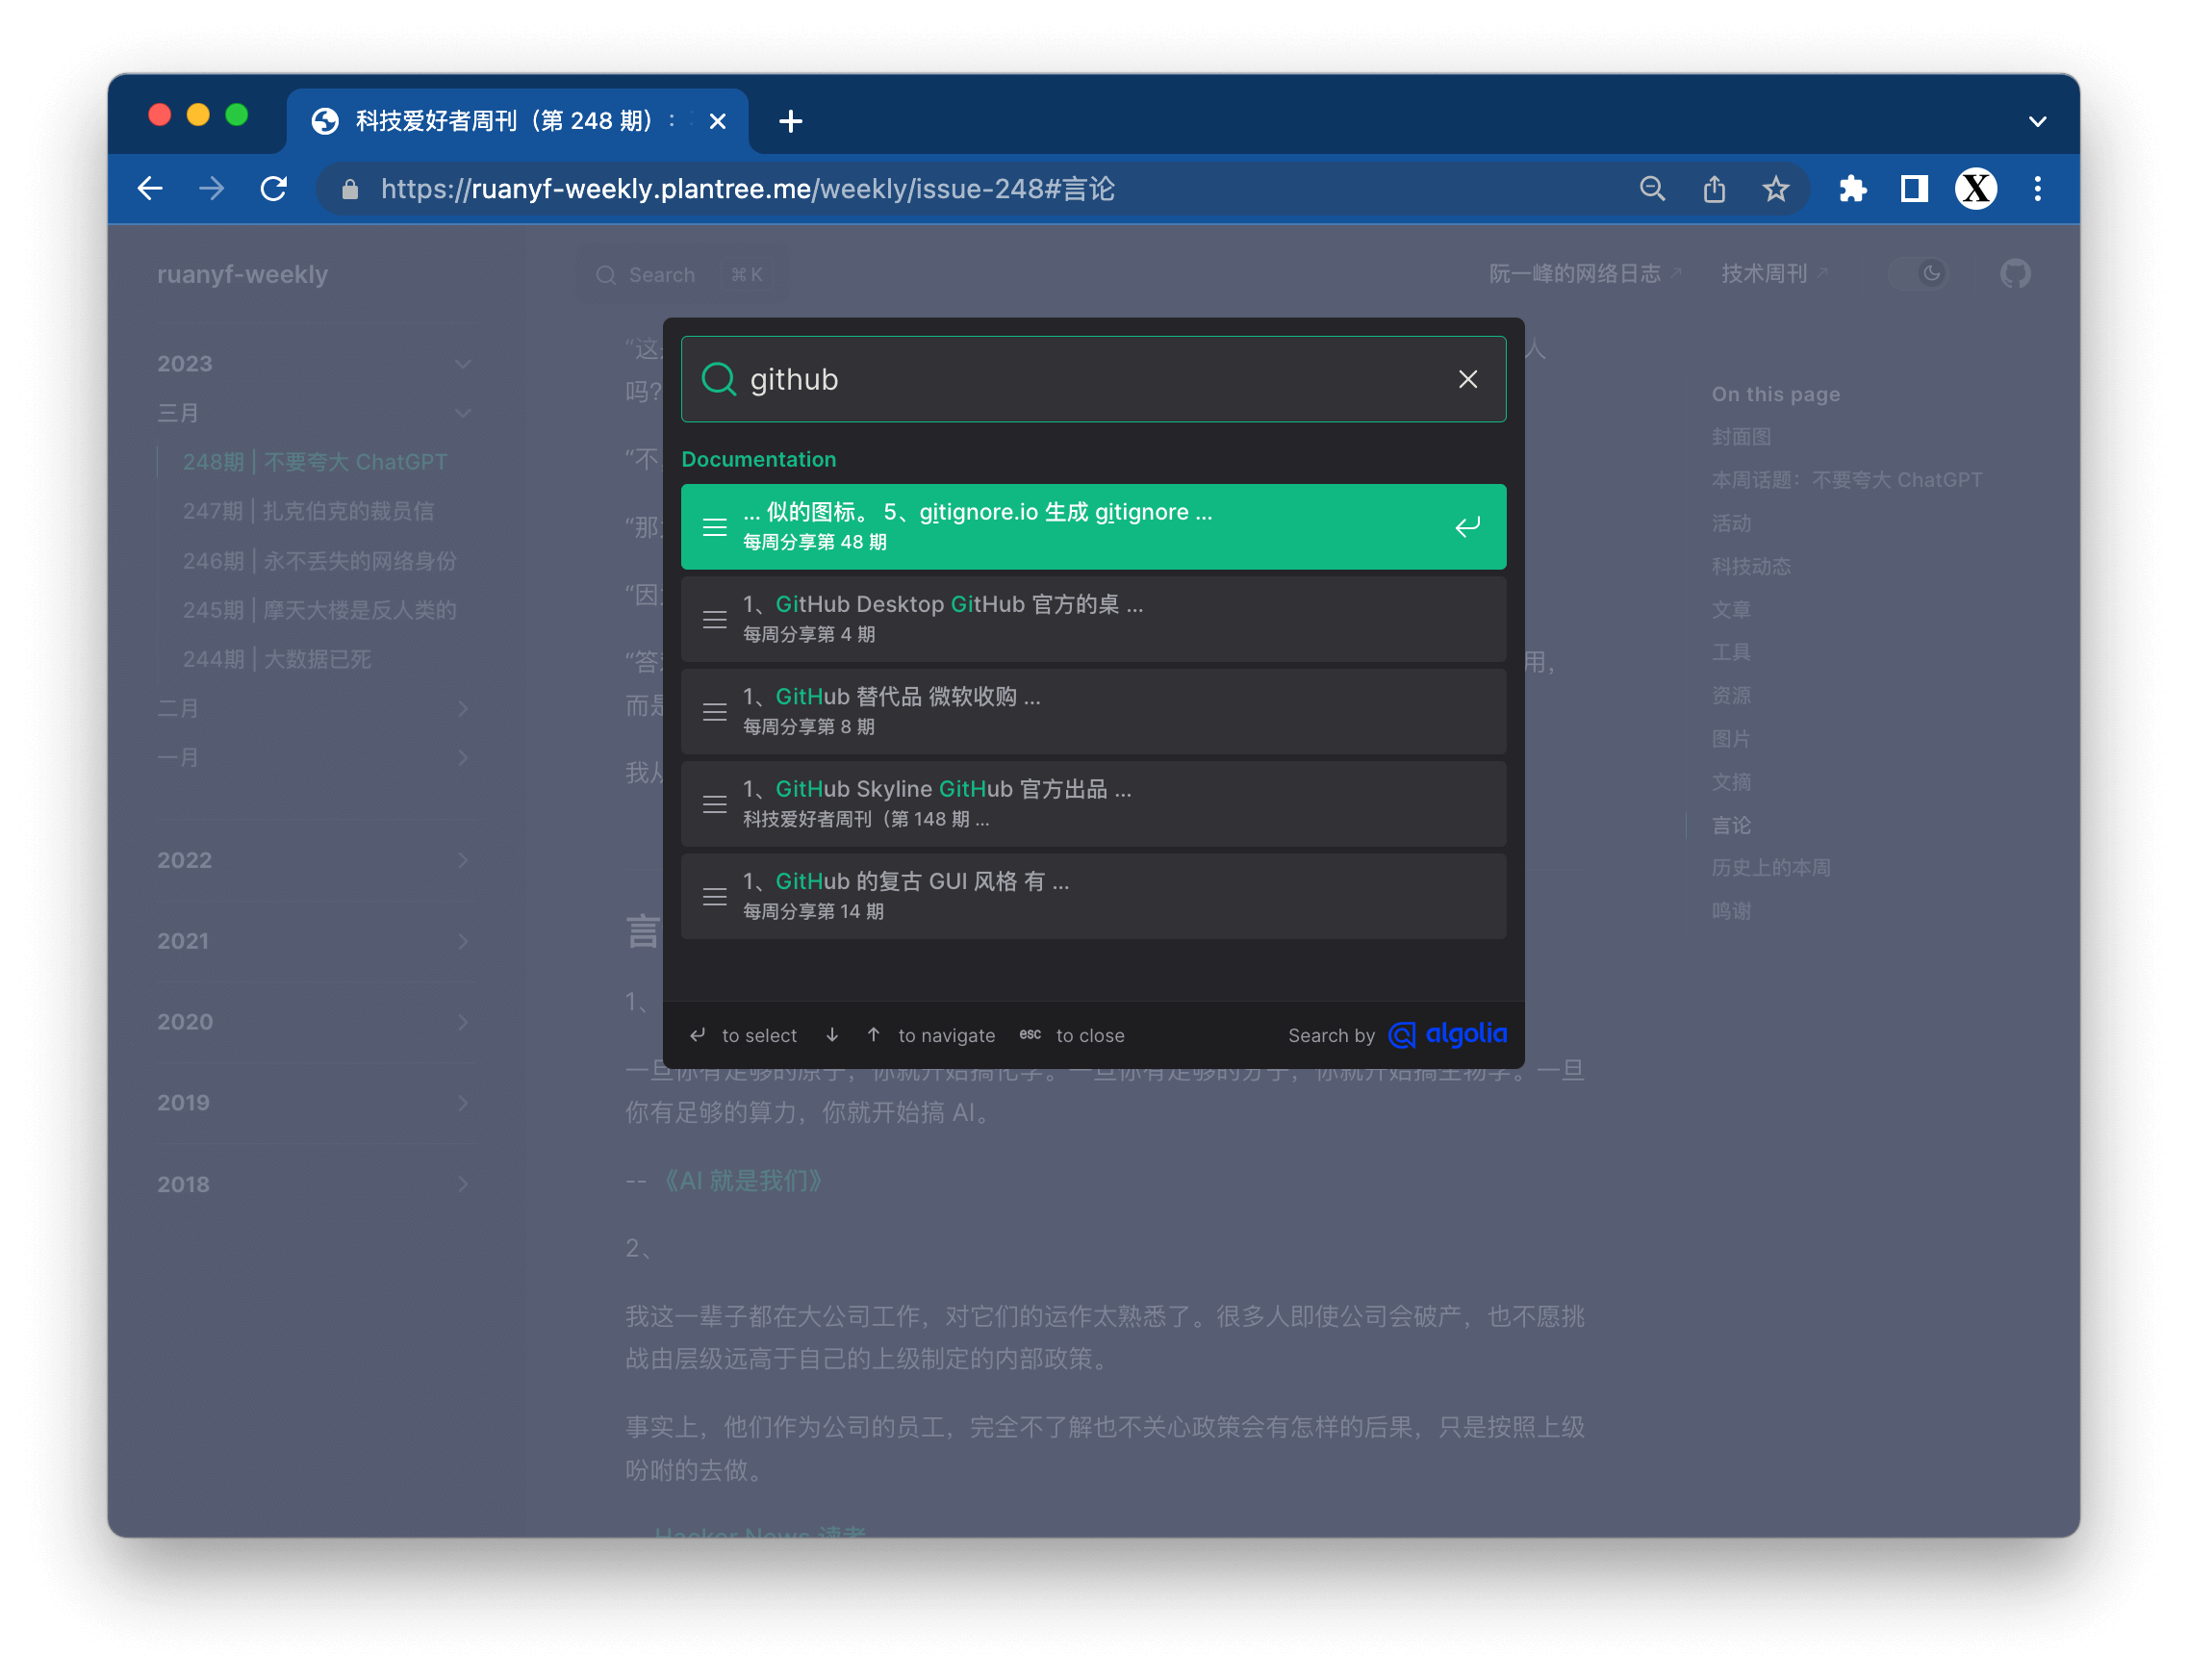 科技爱好者周刊（第 248 期）：
https://ruanyf-weekly.plantree.me/weekly/issue-248#言论
ruanyf-weekly
Search ⌘ K
阮一峰的网络日志
技术周刊
2023
三月
248期 | 不要夸大 ChatGPT
247期 | 扎克伯克的裁员信
246期 | 永不丢失的网络身份
245期 | 摩天大楼是反人类的
244期 | 大数据已死
二月
一月
2022
2021
2020
2019
2018
github
Documentation
... 似的图标。 5、gitignore.io 生成 gitignore ...
每周分享第 48 期
1、GitHub Desktop GitHub 官方的桌 ...
每周分享第 4 期
1、GitHub 替代品 微软收购 ...
每周分享第 8 期
1、GitHub Skyline GitHub 官方出品 ...
科技爱好者周刊（第 148 期 ...
1、GitHub 的复古 GUI 风格 有 ...
每周分享第 14 期
to select
to navigate
esc to close
Search by algolia
“这
人
吗?
“不
“那
“因
“答
用，
而是
我从
言
1、
一旦你有足够的原子，你就开始搞化学。一旦你有足够的分子，你就开始搞生物学。一旦
你有足够的算力，你就开始搞 AI。
-- 《AI 就是我们》
2、
我这一辈子都在大公司工作，对它们的运作太熟悉了。很多人即使公司会破产，也不愿挑
战由层级远高于自己的上级制定的内部政策。
事实上，他们作为公司的员工，完全不了解也不关心政策会有怎样的后果，只是按照上级
吩咐的去做。
Hacker News 读者
On this page
封面图
本周话题：不要夸大 ChatGPT
活动
科技动态
文章
工具
资源
图片
文摘
言论
历史上的本周
鸣谢